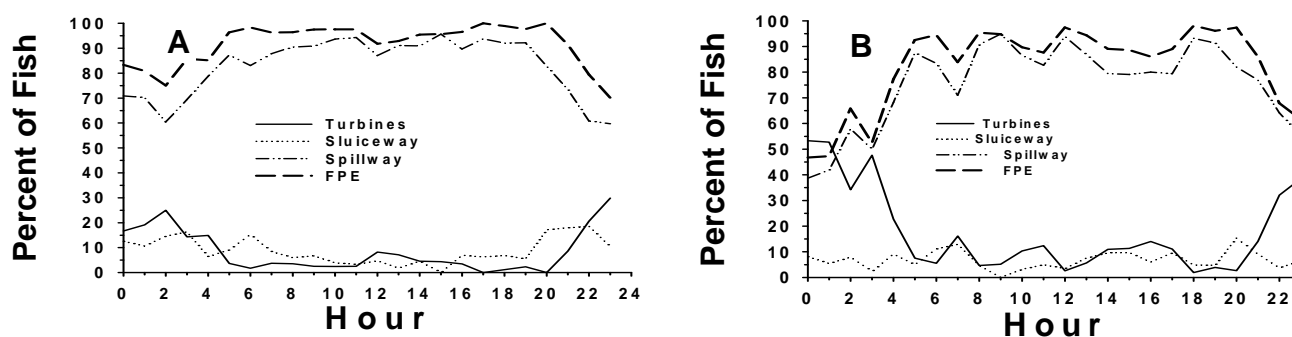 100
90
80
70
60
50
40
30
20
10
0
Percent of Fish
A
Turbines
Sluiceway
Spillway
FPE
0 2 4 6 8 10 12 14 16 18 20 22 24
Hour
100
90
80
70
60
50
40
30
20
10
0
Percent of Fish
B
Turbines
Sluiceway
Spillway
FPE
0 2 4 6 8 10 12 14 16 18 20 22
Hour